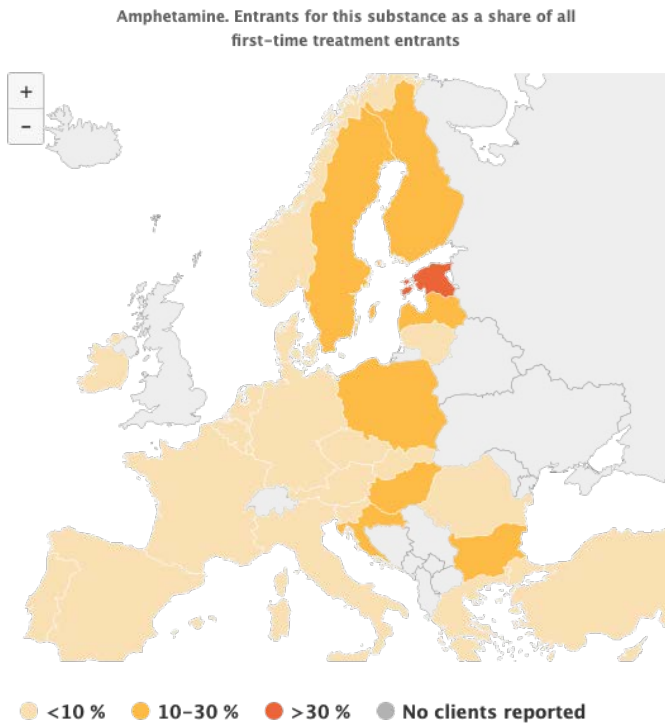 Amphetamine. Entrants for this substance as a share of all
first-time treatment entrants
+
−
<10 %
10–30 %
>30 %
No clients reported